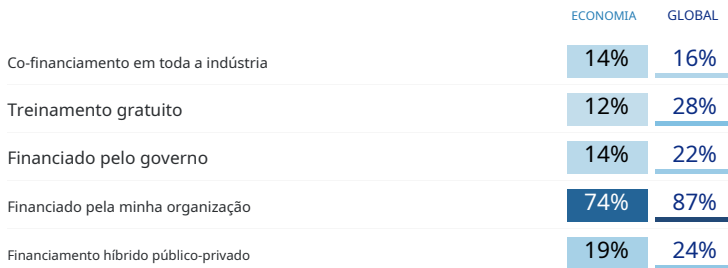 ECONOMIA GLOBAL
Co-financiamento em toda a indústria 14% 16%
Treinamento gratuito 12% 28%
Financiado pelo governo 14% 22%
Financiado pela minha organização 74% 87%
Financiamento híbrido público-privado 19% 24%